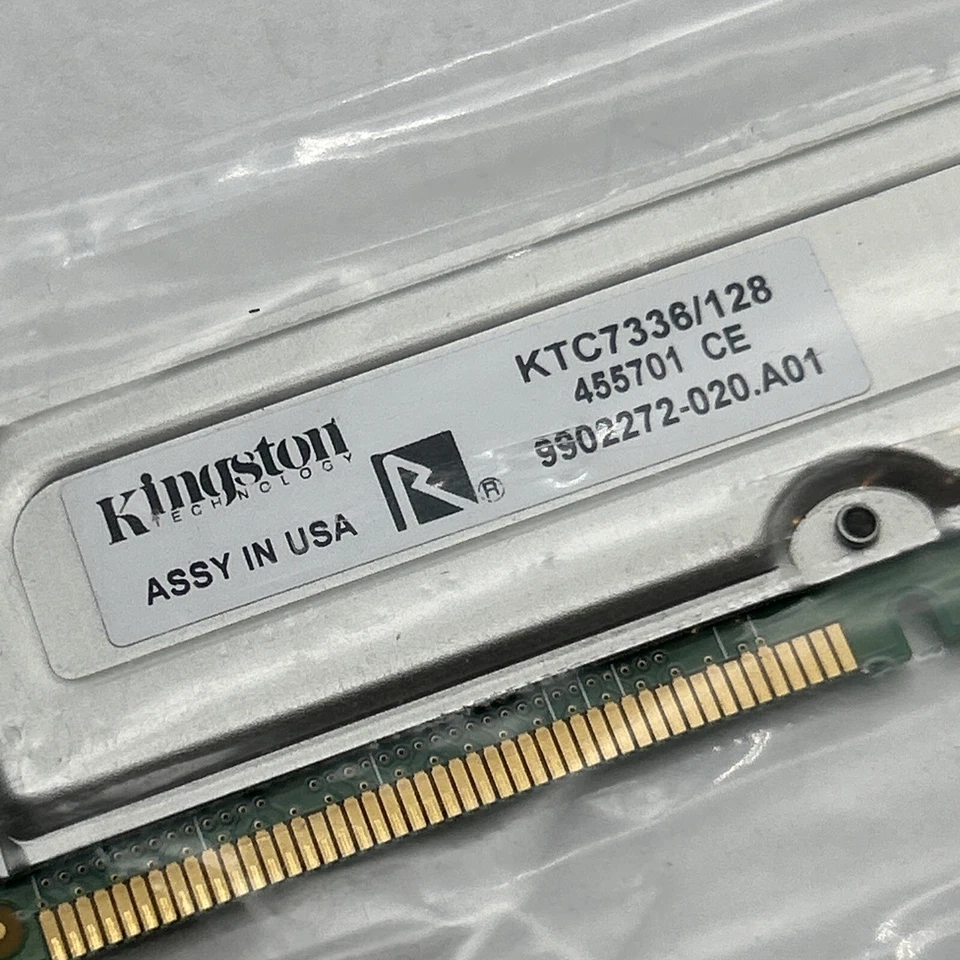 KTC7336/128
455701 CE
9902272-020.A01
Kingston
TECHNOLOGY
R ®
ASSY IN USA